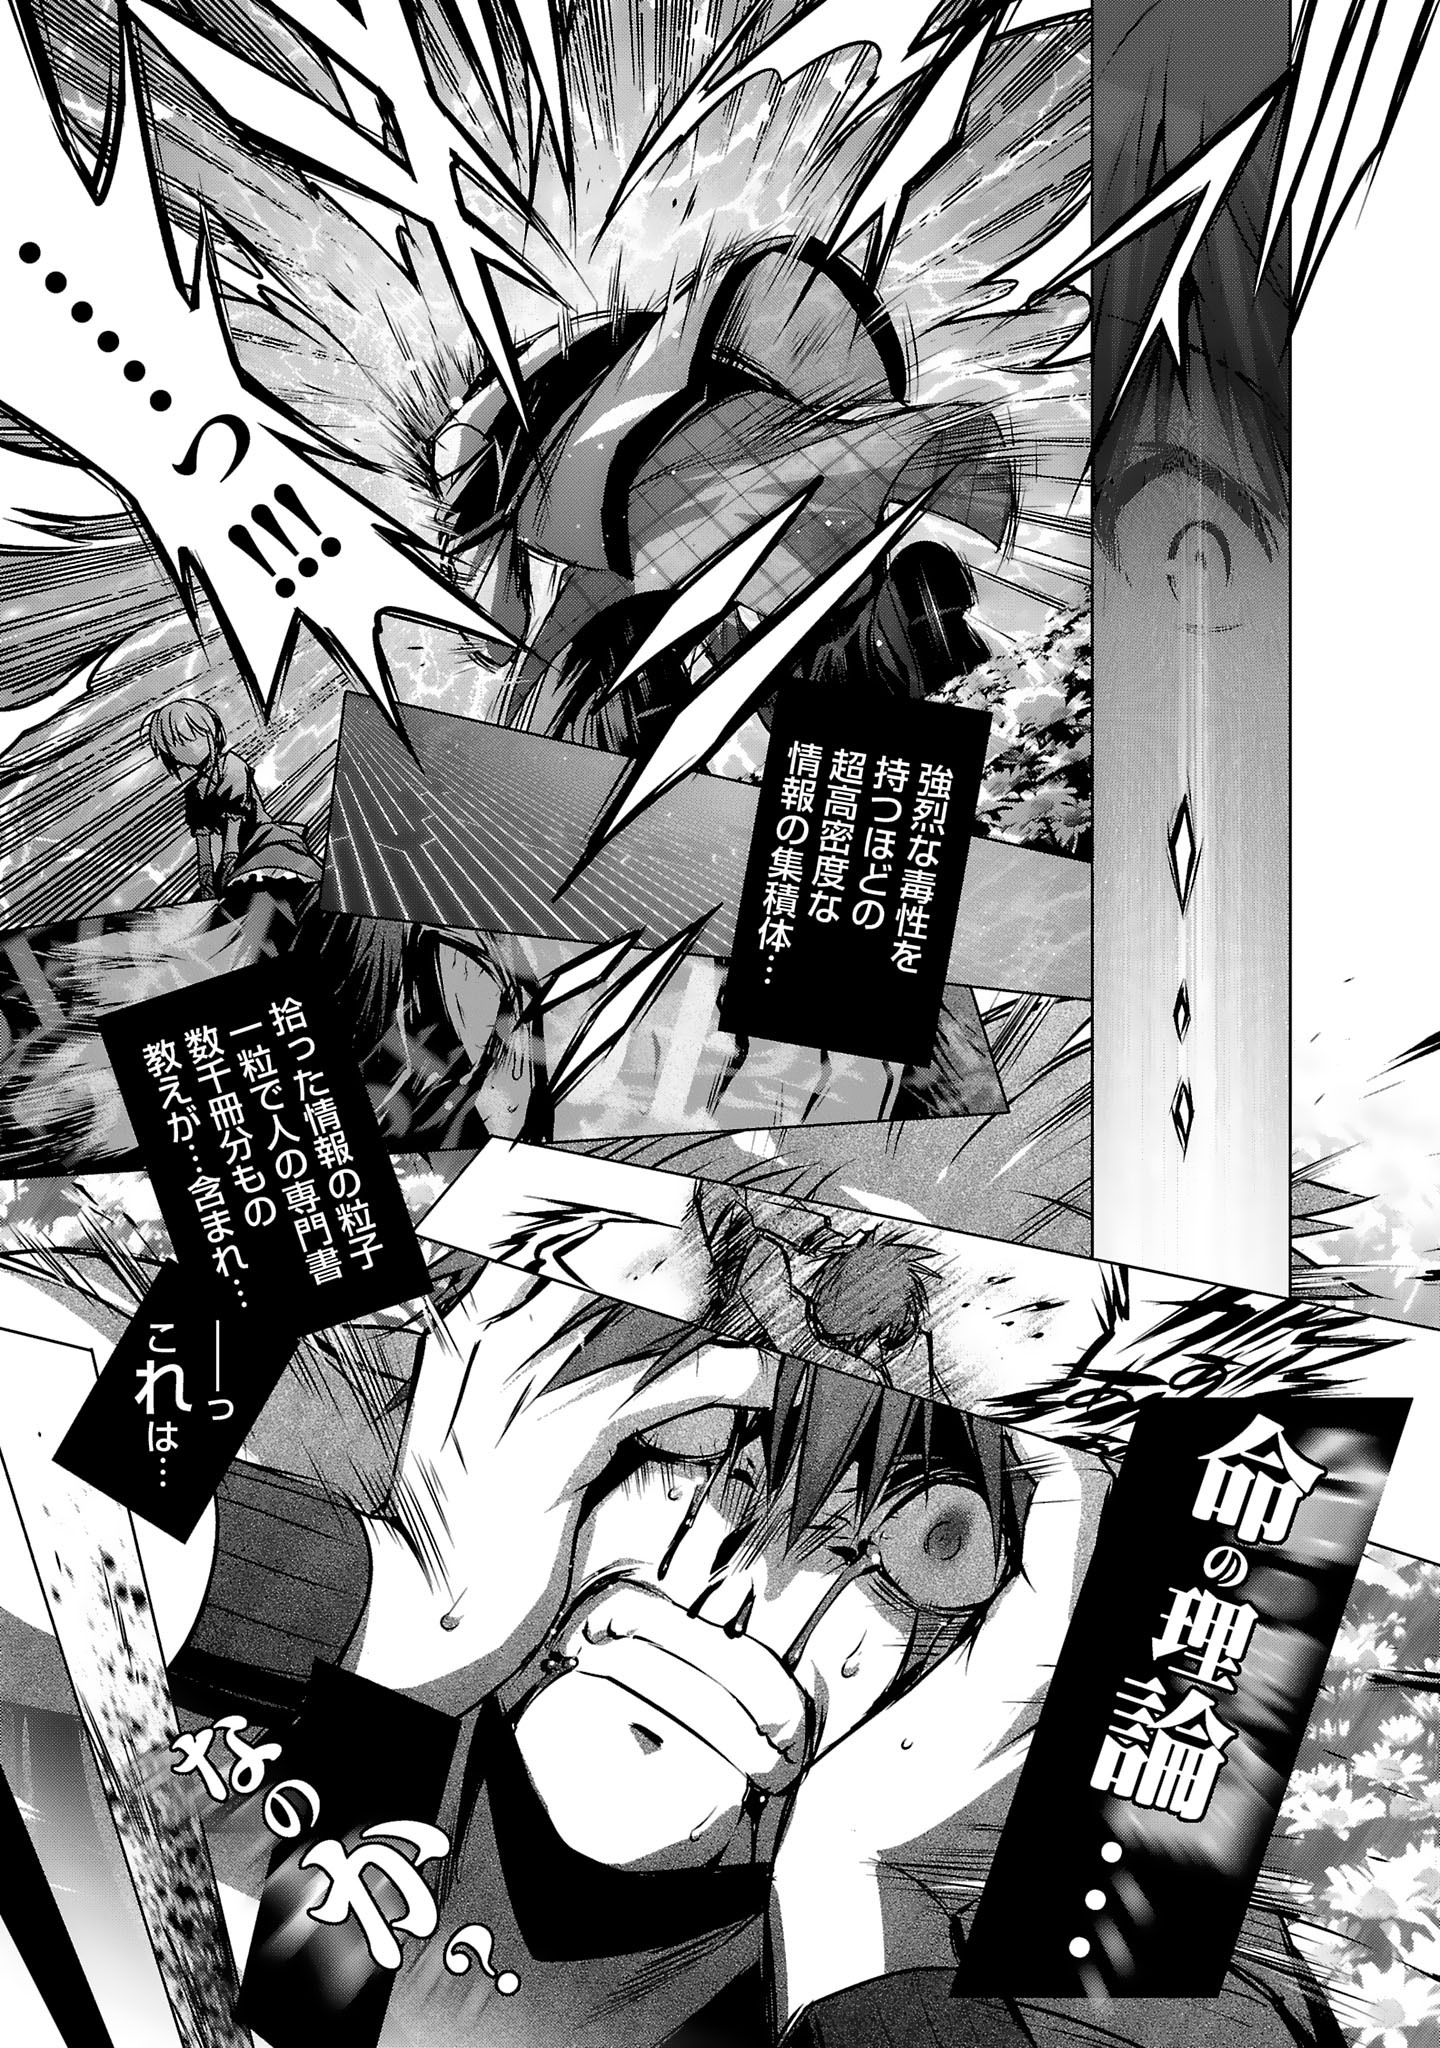 ……っ!!!
強烈な毒性を
持つほどの
超高密度な
情報の集積体…
拾った情報の粒子
一粒で人の専門書
数千冊分もの
教えが…含まれ…
――っ
これは…
命の理論…
なのか?